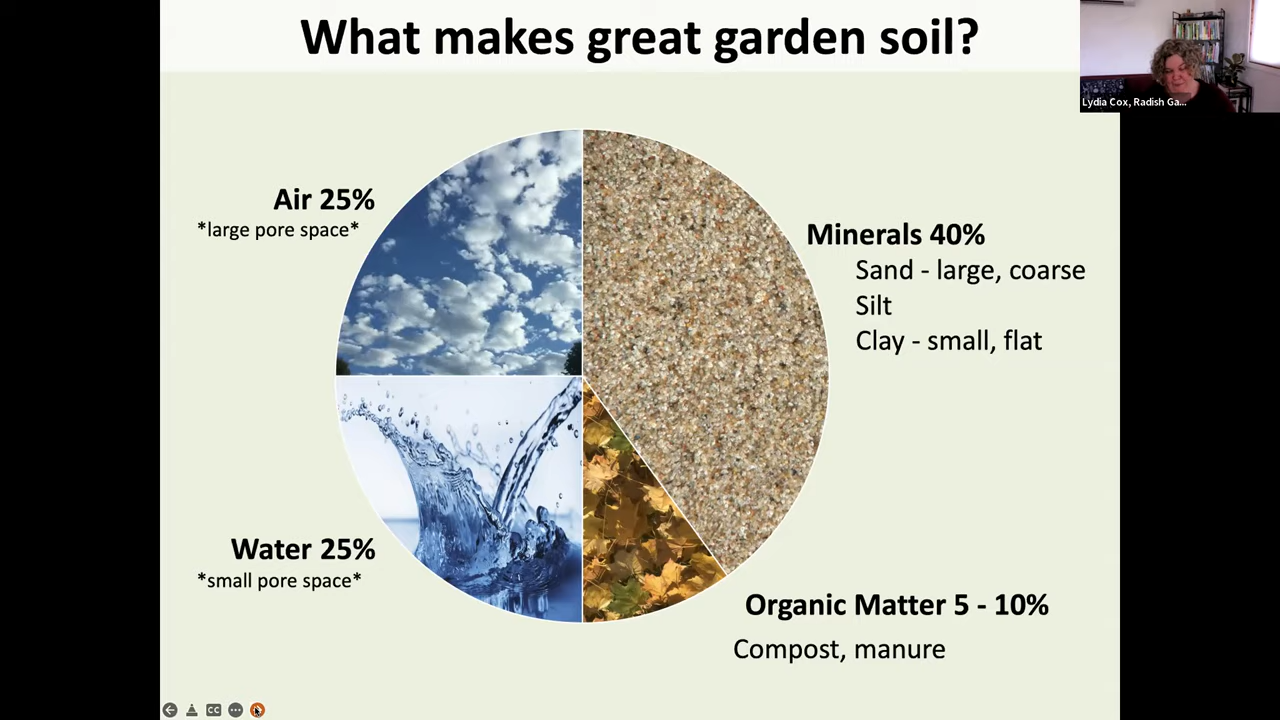 What makes great garden soil?
Lydia Cox, Radish Ga...
Air 25%
*large pore space*
Minerals 40%
Sand - large, coarse
Silt
Clay - small, flat
Water 25%
*small pore space*
Organic Matter 5 - 10%
Compost, manure
CC